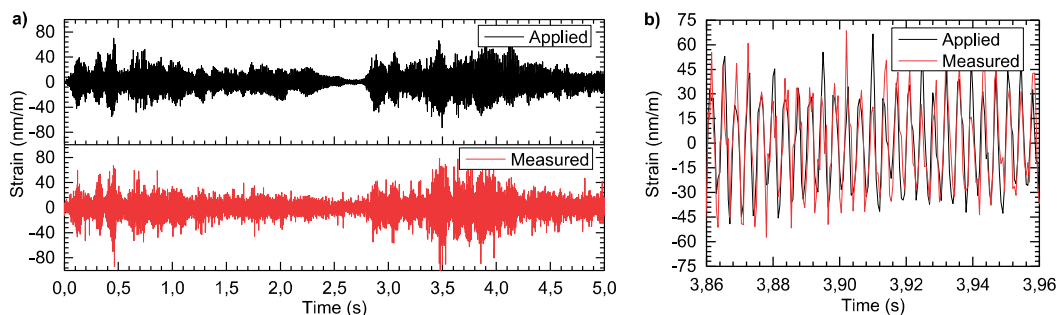 a)
80
40
0
-40
-80
Applied
Strain (nm/m)
80
40
0
-40
-80
Measured
0,0 0,5 1,0 1,5 2,0 2,5 3,0 3,5 4,0 4,5 5,0
Time (s)
b)
75
60
45
30
15
0
-15
-30
-45
-60
-75
Strain (nm/m)
Applied
Measured
3,86 3,88 3,90 3,92 3,94 3,96
Time (s)